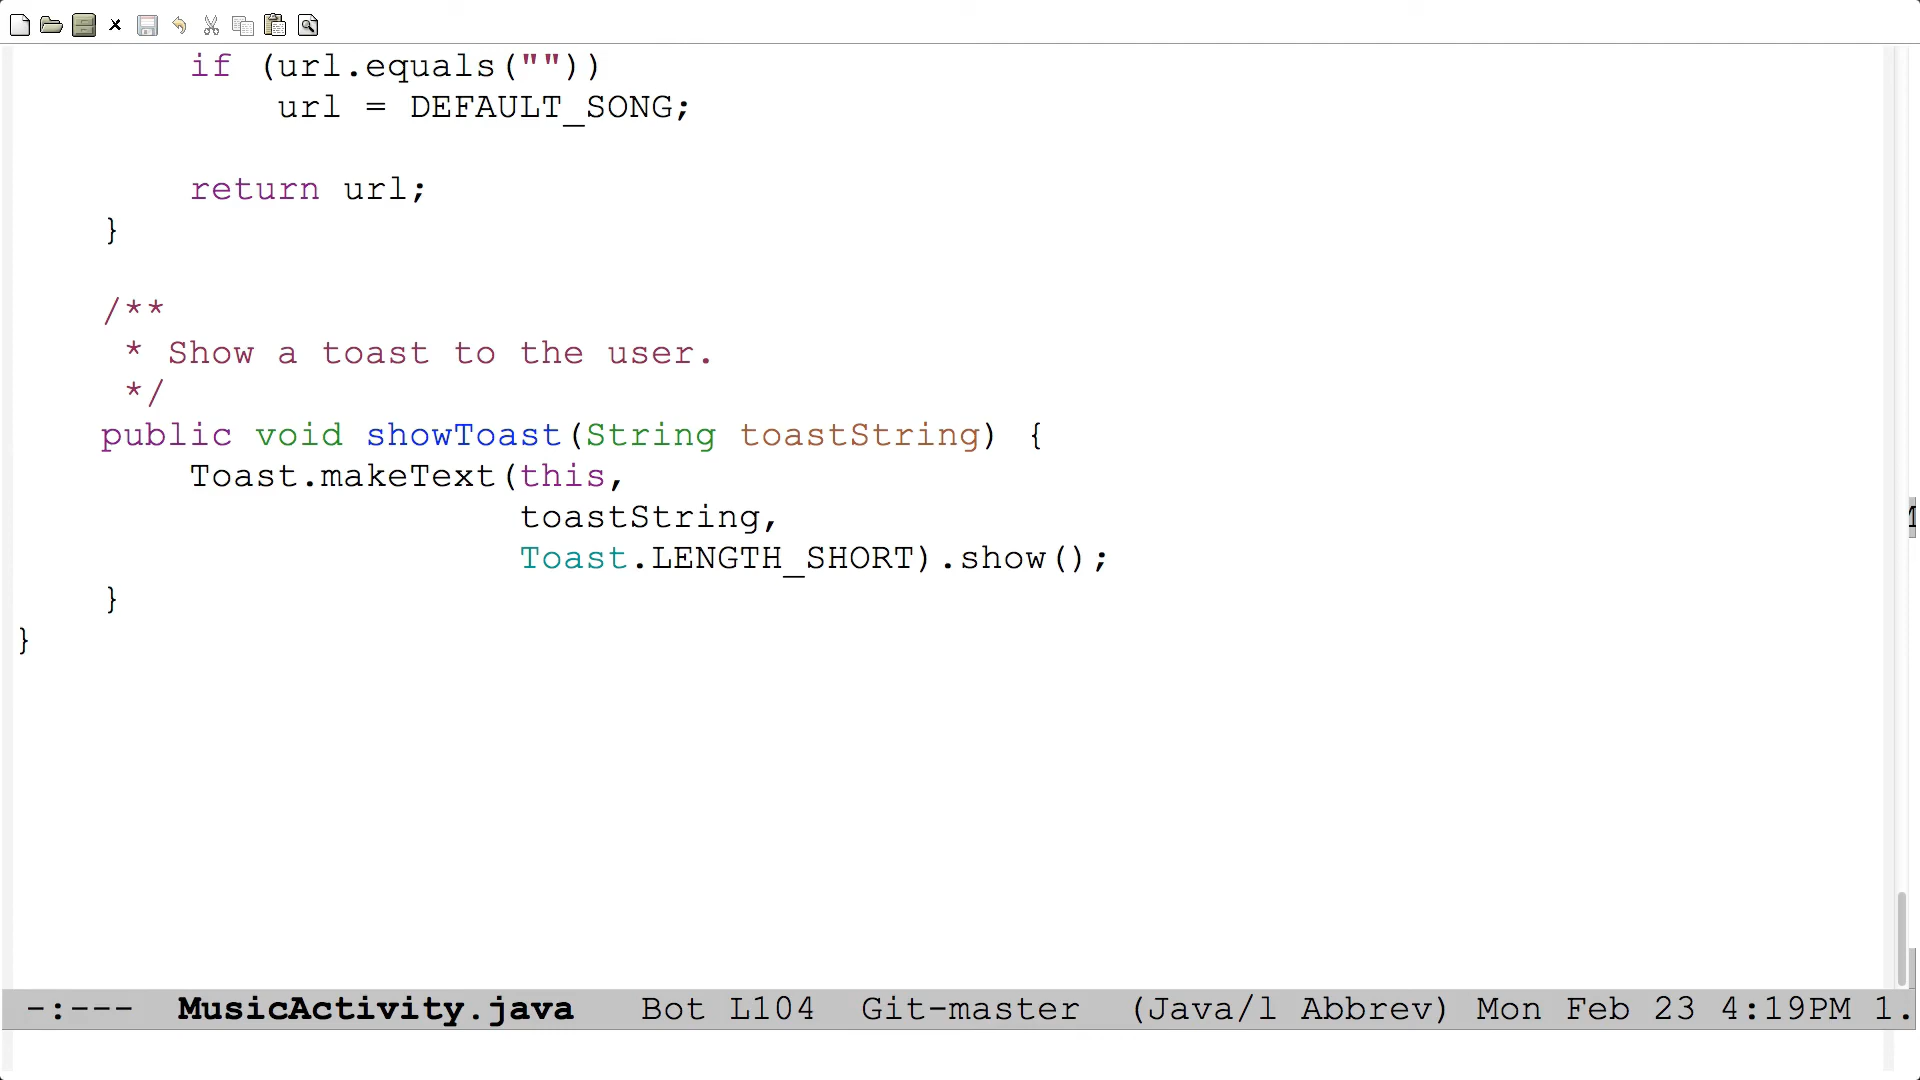 if (url.equals(""))
url = DEFAULT_SONG;
return url;
}
/**
* Show a toast to the user.
*/
public void showToast(String toastString) {
Toast.makeText(this,
toastString,
Toast.LENGTH_SHORT).show();
}
}
-:--- MusicActivity.java Bot L104 Git-master (Java/l Abbrev) Mon Feb 23 4:19PM 1.